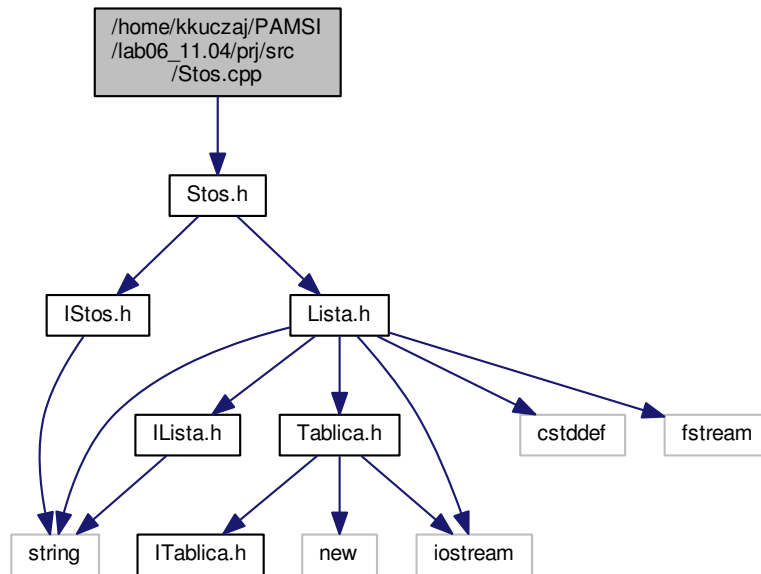 /home/kkuczaj/PAMSI
/lab06_11.04/prj/src
/Stos.cpp
Stos.h
IStos.h
Lista.h
ILista.h
Tablica.h
cstddef
fstream
string
ITablica.h
new
iostream